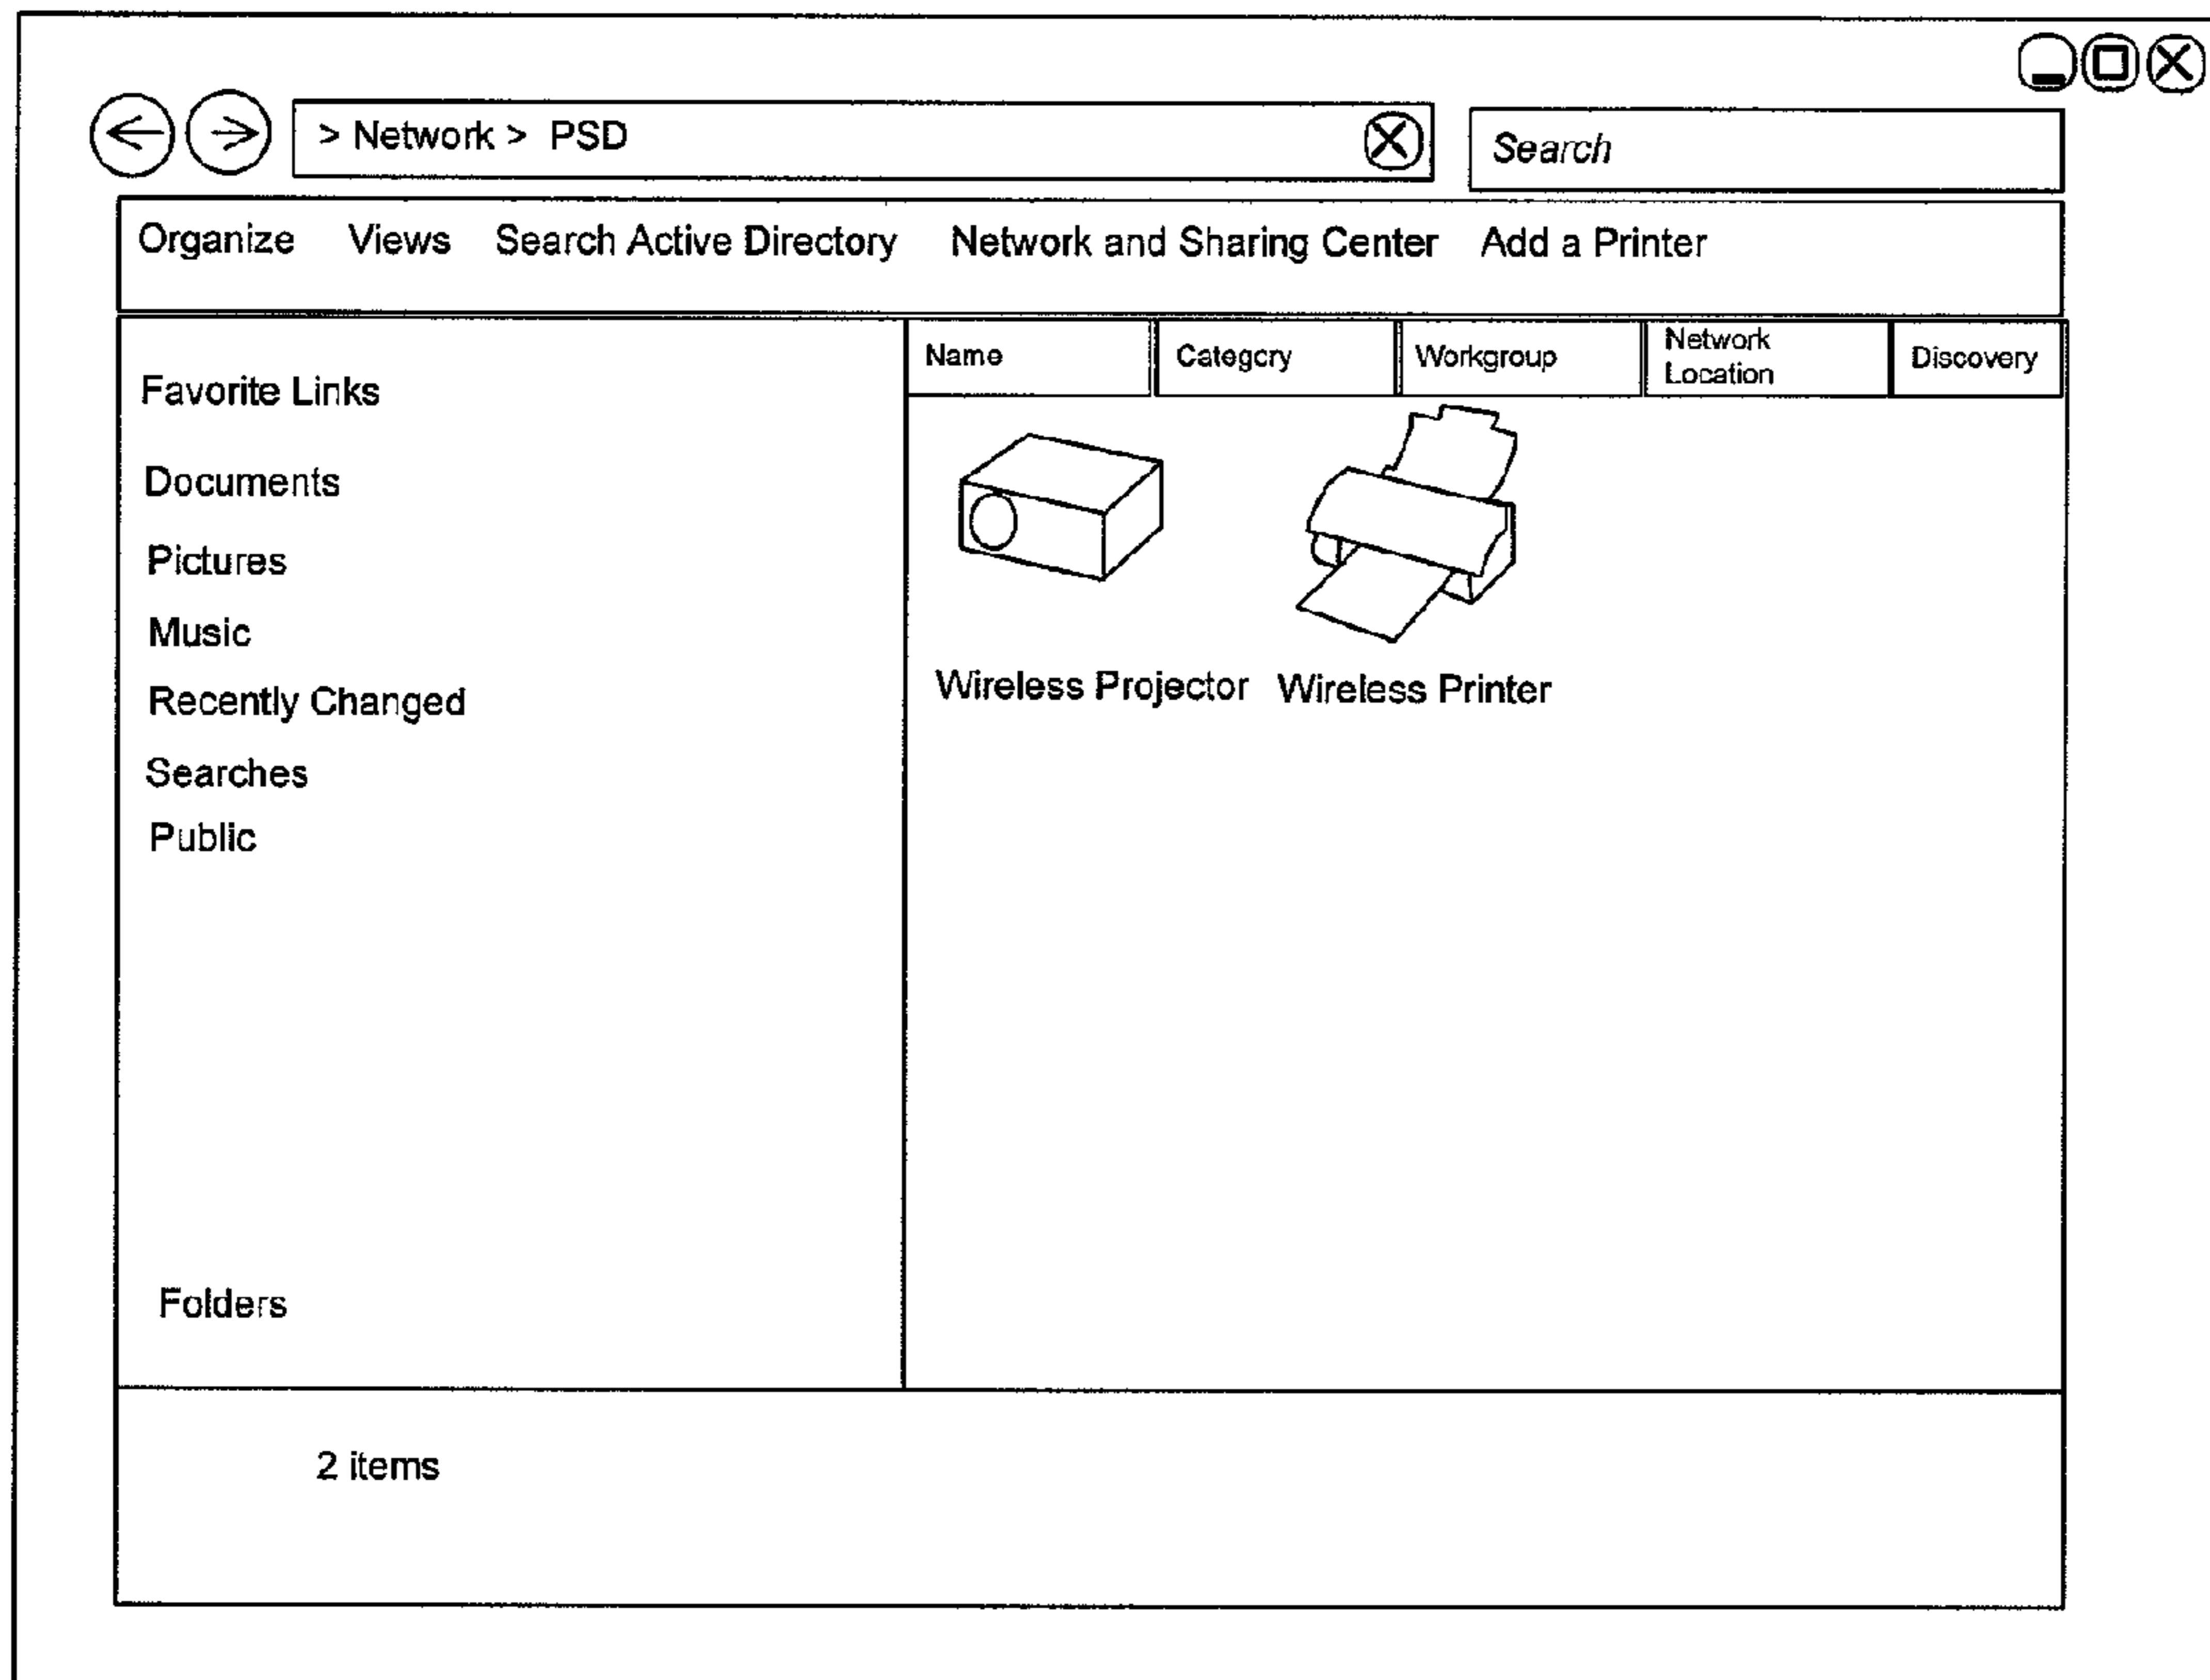 > Network > PSD
Search
Organize Views Search Active Directory Network and Sharing Center Add a Printer
Favorite Links
Documents
Pictures
Music
Recently Changed
Searches
Public
Folders
Name Category Workgroup Network Location Discovery
Wireless Projector Wireless Printer
2 items